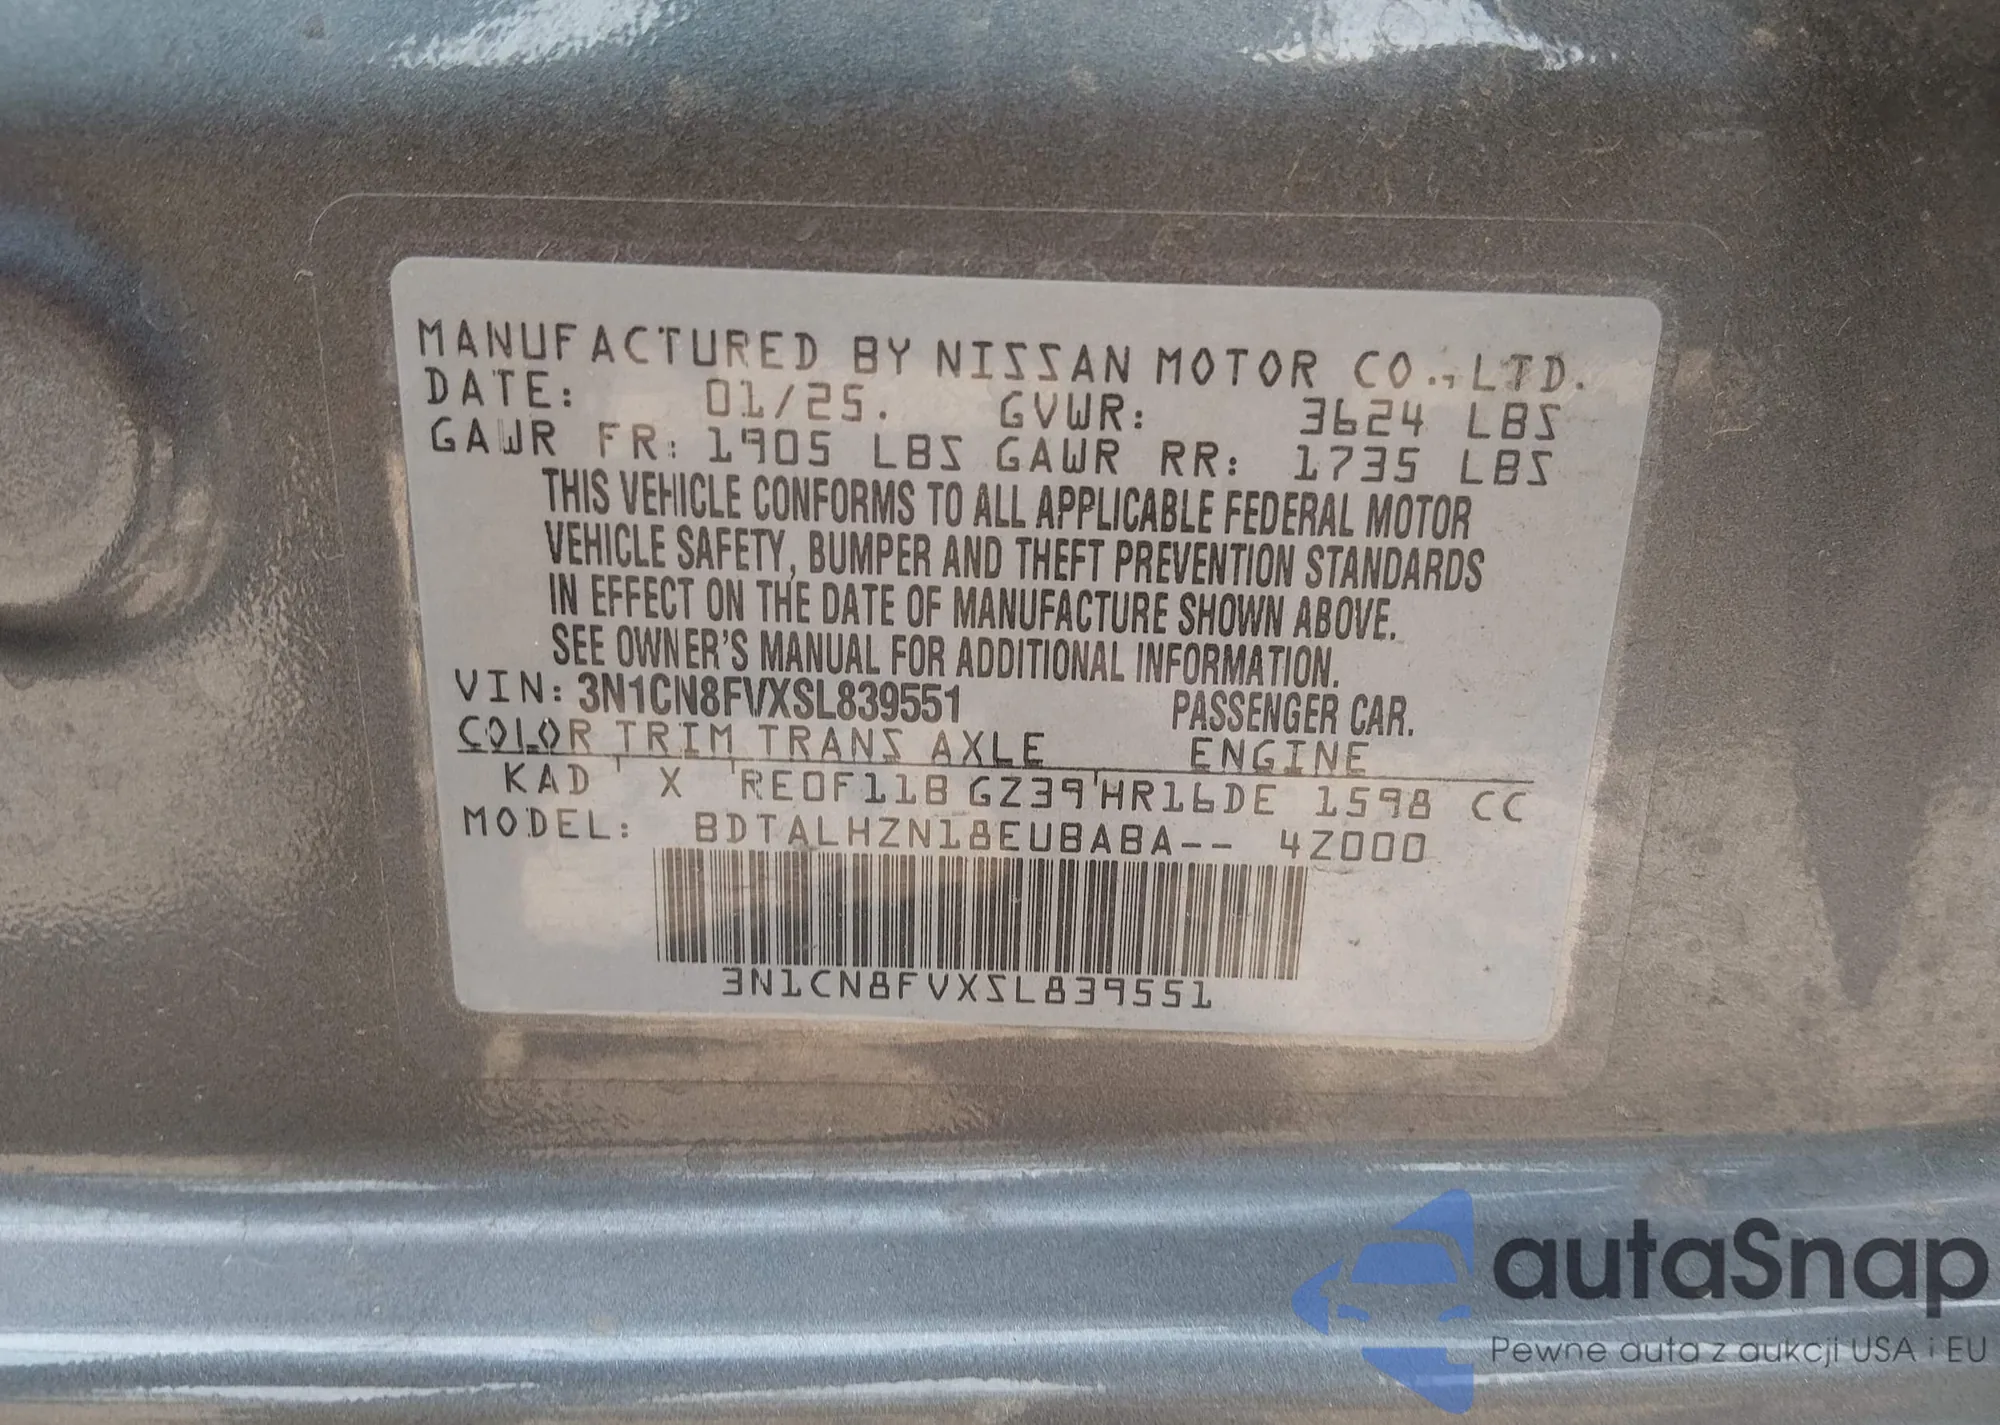 MANUFACTURED BY NISSAN MOTOR CO., LTD.
DATE: 01/25. GVWR: 3624 LBS
GAWR FR: 1905 LBS GAWR RR: 1735 LBS
THIS VEHICLE CONFORMS TO ALL APPLICABLE FEDERAL MOTOR
VEHICLE SAFETY, BUMPER AND THEFT PREVENTION STANDARDS
IN EFFECT ON THE DATE OF MANUFACTURE SHOWN ABOVE.
SEE OWNER'S MANUAL FOR ADDITIONAL INFORMATION.
VIN: 3N1CN8FVXSL839551 PASSENGER CAR.
COLOR TRIM TRANS AXLE ENGINE
KAD X RE0F11B GZ39 HR16DE 1598 CC
MODEL: BDTALHZN18EUBABA-- 4Z000
3N1CN8FVXSL839551
autaSnap
Pewne auta z aukcji USA i EU